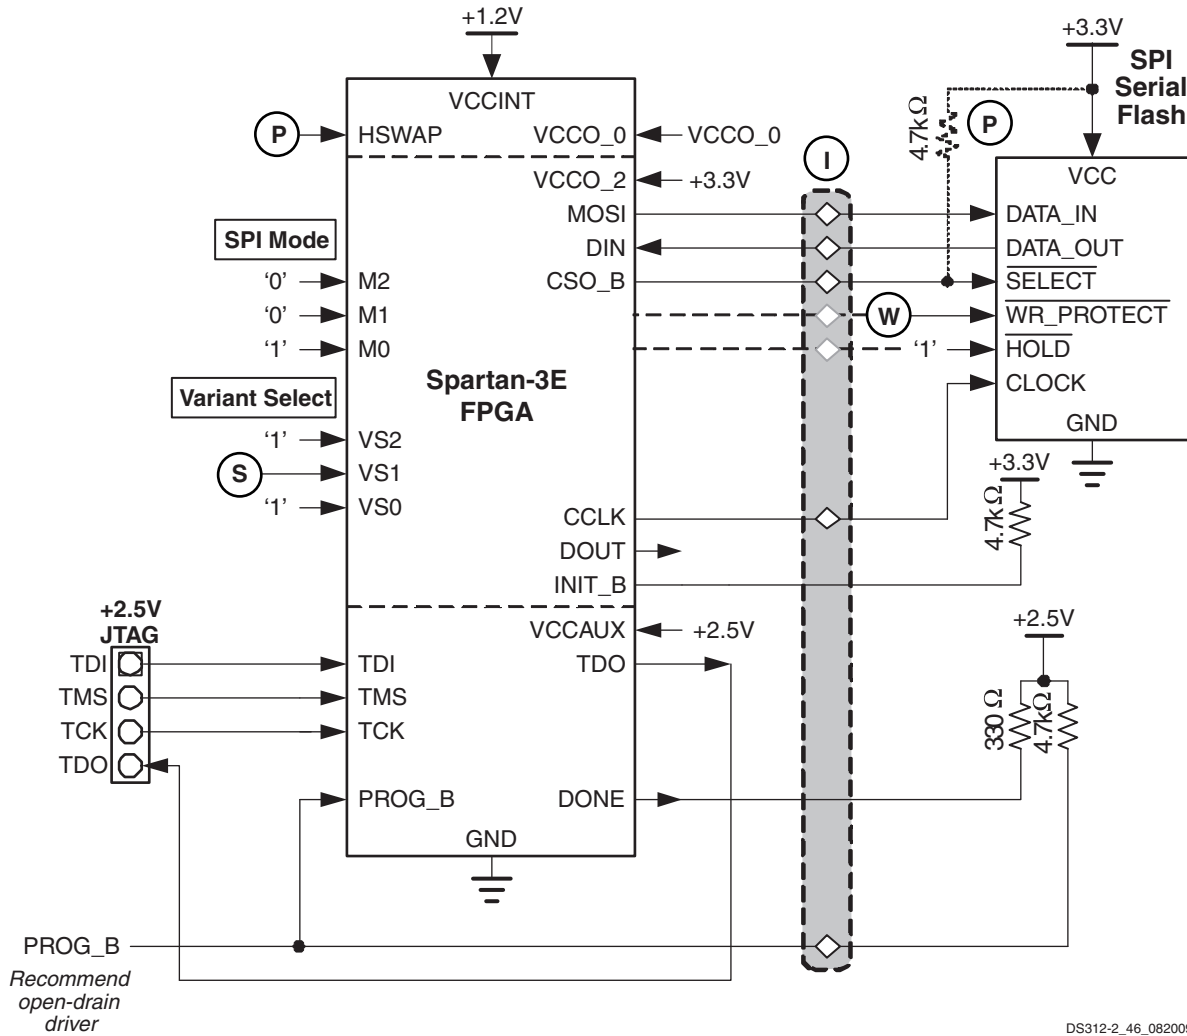 +1.2V
+3.3V
SPI
Serial
Flash
VCCINT
P
HSWAP
VCCO_0
VCCO_0
4.7kΩ
P
I
VCC
VCCO_2
+3.3V
MOSI
DATA_IN
SPI Mode
DIN
DATA_OUT
'0'
M2
CSO_B
SELECT
'0'
M1
W
WR_PROTECT
'1'
M0
'1'
HOLD
Spartan-3E
FPGA
CLOCK
Variant Select
GND
'1'
VS2
S
VS1
+3.3V
'1'
VS0
CCLK
4.7kΩ
DOUT
INIT_B
+2.5V
JTAG
VCCAUX
+2.5V
+2.5V
TDI
TDI
TDO
TMS
TMS
TCK
TCK
330 Ω
4.7kΩ
TDO
PROG_B
DONE
GND
PROG_B
Recommend
open-drain
driver